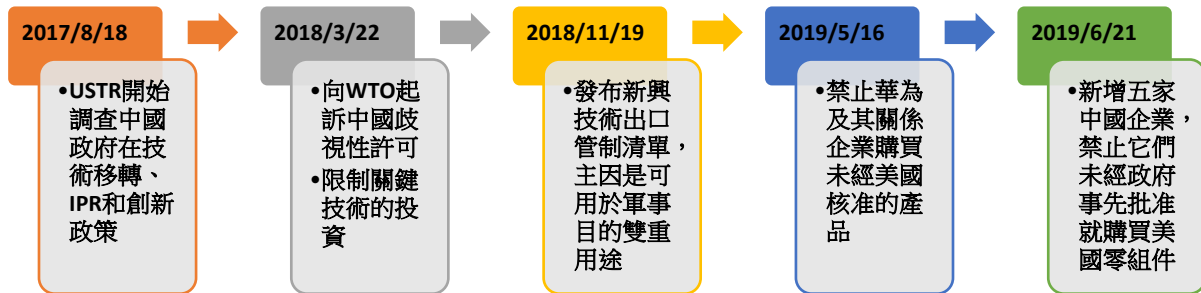 2017/8/18
•USTR開始
調查中國
政府在技
術移轉、
IPR和創新
政策
2018/3/22
•向WTO起
訴中國歧
視性許可
•限制關鍵
技術的投
資
2018/11/19
•發布新興
技術出口
管制清單，
主因是可
用於軍事
目的雙重
用途
2019/5/16
•禁止華為
及其關係
企業購買
未經美國
核准的產
品
2019/6/21
•新增五家
中國企業，
禁止它們
未經政府
事先批准
就購買美
國零組件